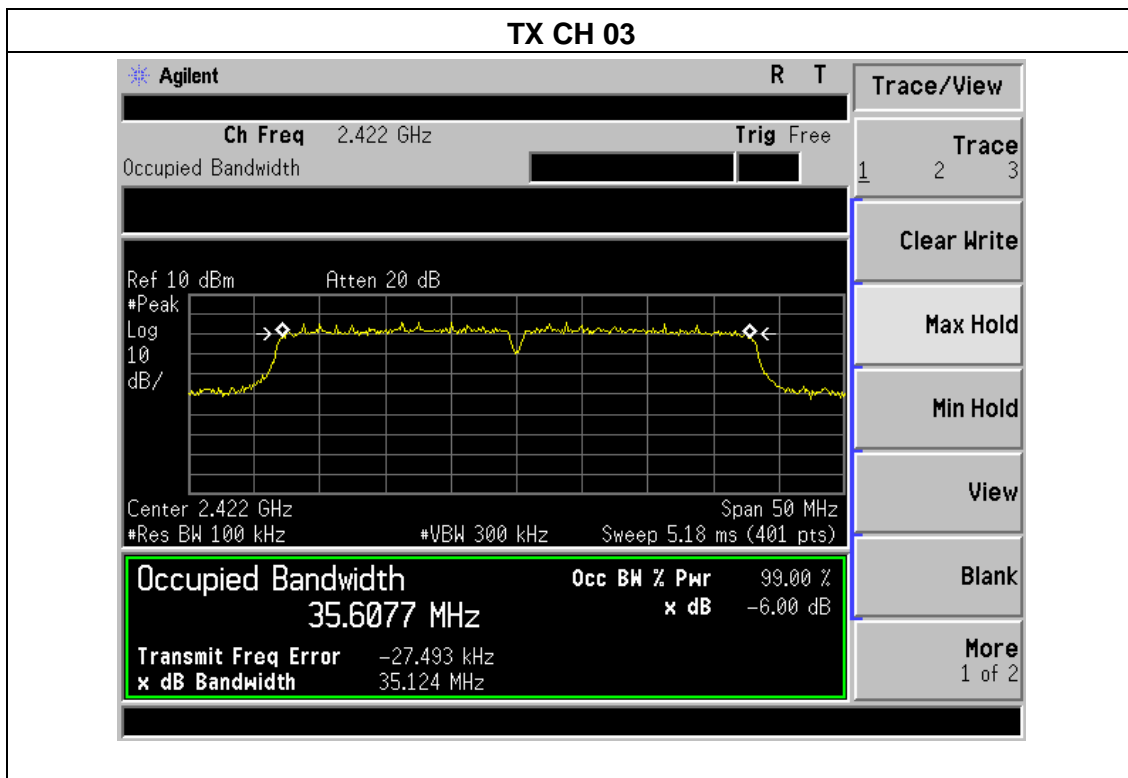 TX CH 03
Agilent R T
Ch Freq 2.422 GHz Trig Free
Occupied Bandwidth
Ref 10 dBm Atten 20 dB
#Peak
Log
10
dB/
Center 2.422 GHz Span 50 MHz
#Res BW 100 kHz #VBW 300 kHz Sweep 5.18 ms (401 pts)
Occupied Bandwidth
35.6077 MHz
Occ BW % Pwr 99.00 %
x dB -6.00 dB
Transmit Freq Error -27.493 kHz
x dB Bandwidth 35.124 MHz
Trace/View
Trace
1 2 3
Clear Write
Max Hold
Min Hold
View
Blank
More
1 of 2